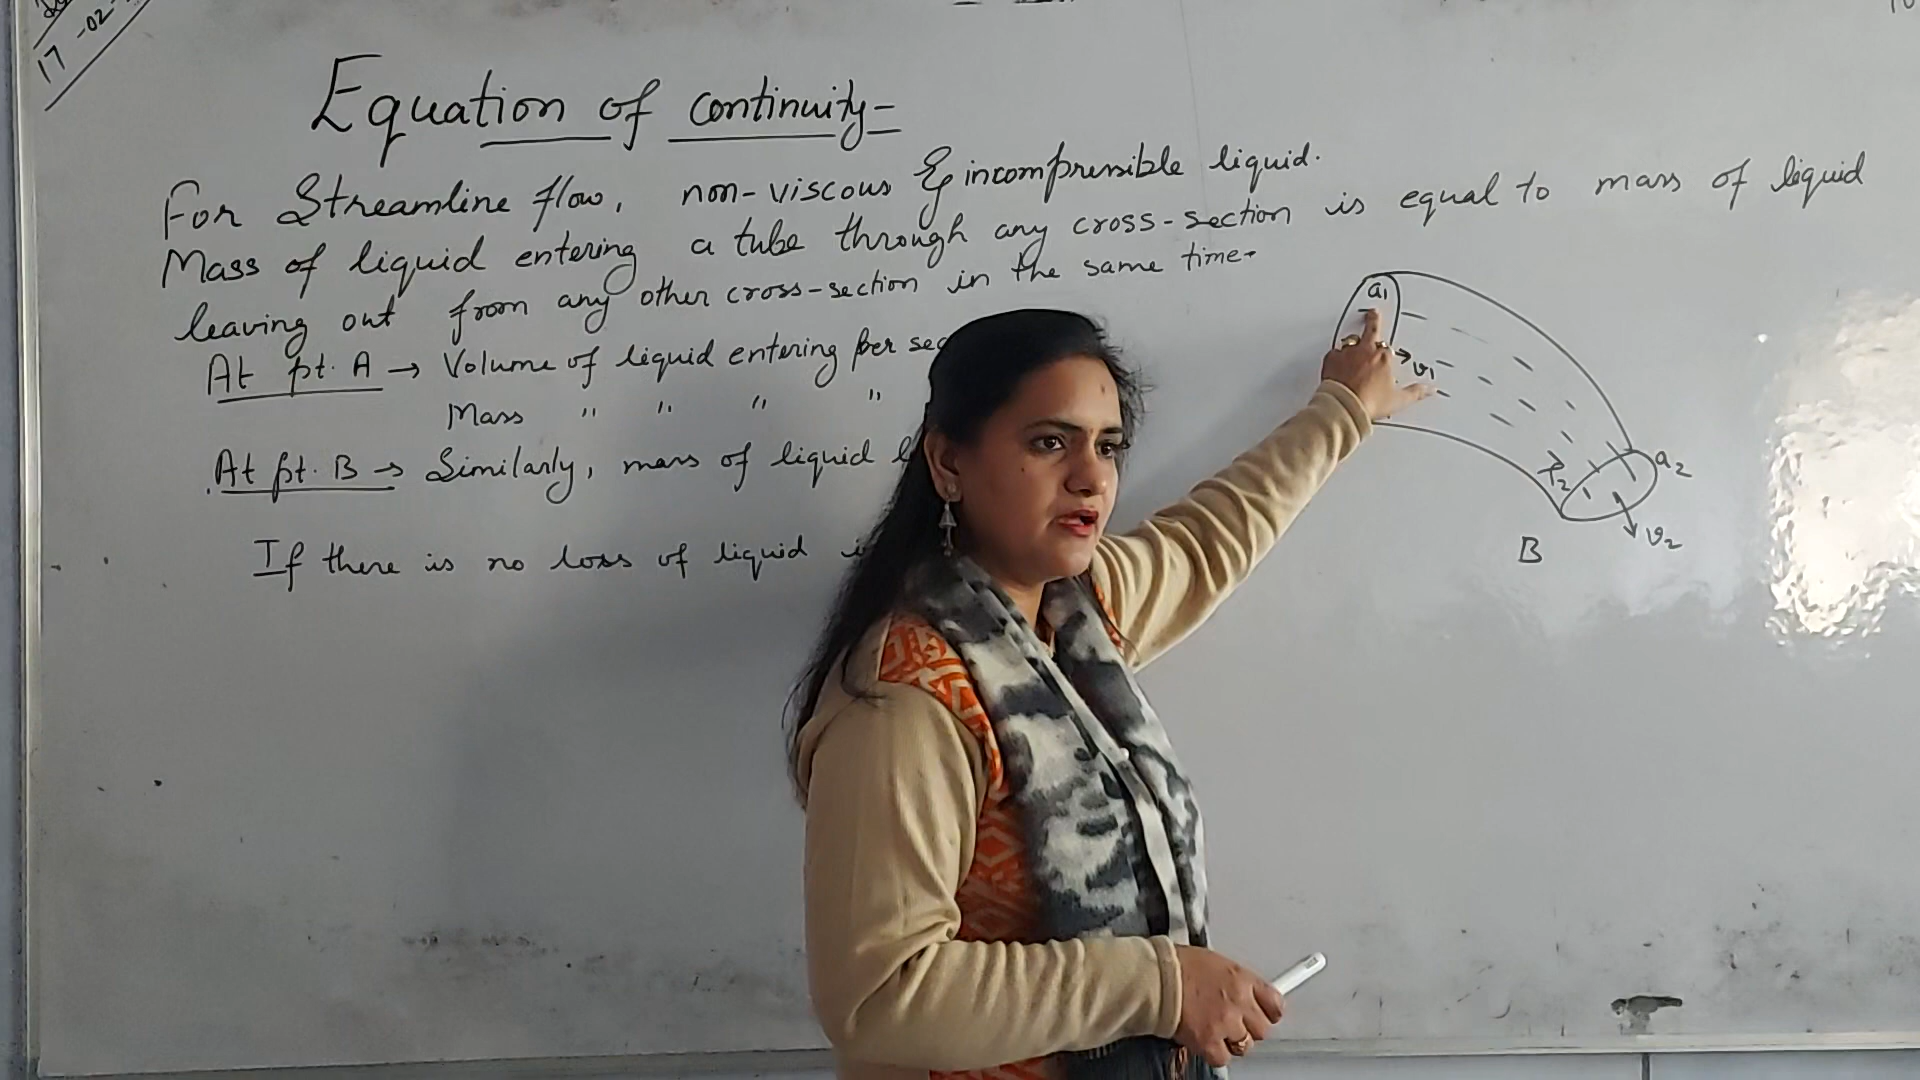 17-02-
Equation of continuity-
For Streamline flow, non-viscous & incompressible liquid.
Mass of liquid entering a tube through any cross-section is equal to mass of liquid
leaving out from any other cross-section in the same time-
At pt. A → Volume of liquid entering per sec
Mass " " " "
At pt. B → Similarly, mass of liquid
If there is no loss of liquid
a1
v1
a2
v2
B